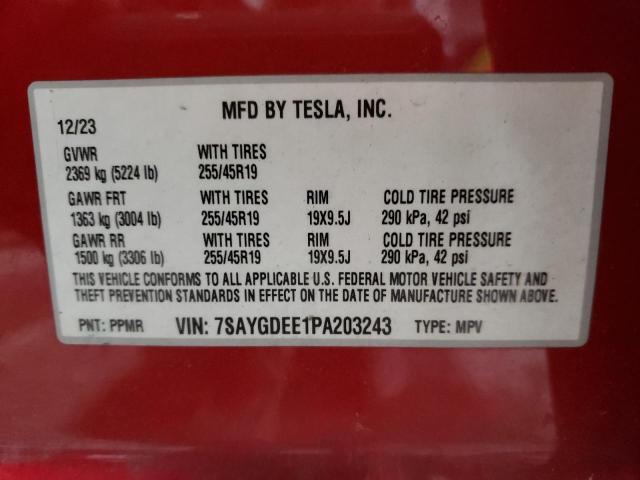 MFD BY TESLA, INC.
12/23
GVWR WITH TIRES
2369 kg (5224 lb) 255/45R19
GAWR FRT WITH TIRES RIM COLD TIRE PRESSURE
1363 kg (3004 lb) 255/45R19 19X9.5J 290 kPa, 42 psi
GAWR RR WITH TIRES RIM COLD TIRE PRESSURE
1500 kg (3306 lb) 255/45R19 19X9.5J 290 kPa, 42 psi
THIS VEHICLE CONFORMS TO ALL APPLICABLE U.S. FEDERAL MOTOR VEHICLE SAFETY AND
THEFT PREVENTION STANDARDS IN EFFECT ON THE DATE OF MANUFACTURE SHOWN ABOVE.
PNT: PPMR VIN: 7SAYGDEE1PA203243 TYPE: MPV